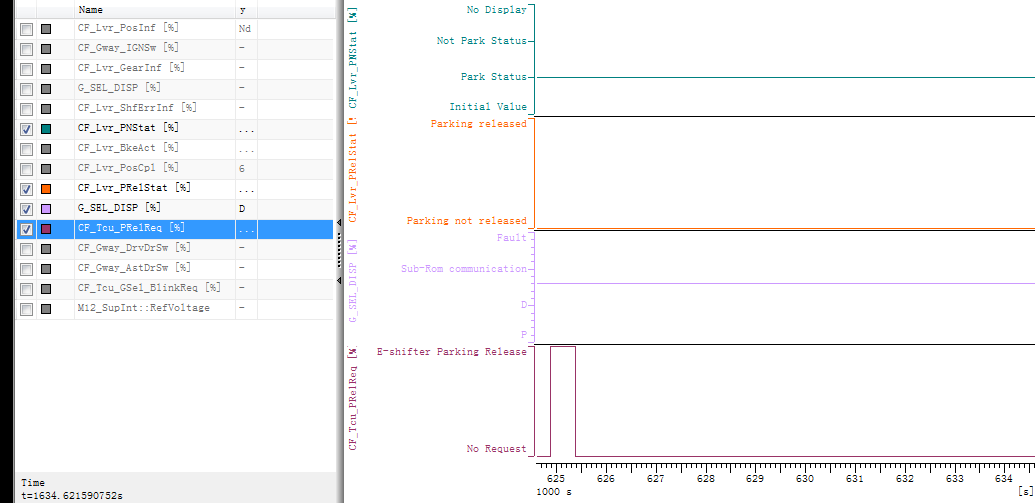 Name y
CF_Lvr_PosInf [%] Nd
CF_Gway_IGNSw [%] -
CF_Lvr_GearInf [%] -
G_SEL_DISP [%] -
CF_Lvr_ShfErrInf [%] -
CF_Lvr_PNStat [%] ...
CF_Lvr_BkeAct [%] ...
CF_Lvr_PosCpl [%] 6
CF_Lvr_PRelStat [%] ...
G_SEL_DISP [%] D
CF_Tcu_PRelReq [%] ...
CF_Gway_DrvDrSw [%] -
CF_Gway_AstDrSw [%] -
CF_Tcu_GSel_BlinkReq [%] -
M12_SupInt::RefVoltage -
Time
t=1634.621590752s
CF_Lvr_PNStat [%]
No Display
Not Park Status
Park Status
Initial Value
CF_Lvr_PRelStat [%]
Parking released
Parking not released
G_SEL_DISP [%]
Fault
Sub-Rom communication
D
P
CF_Tcu_PRelReq [%]
E-shifter Parking Release
No Request
625 626 627 628 629 630 631 632 633 634
1000 s [s]